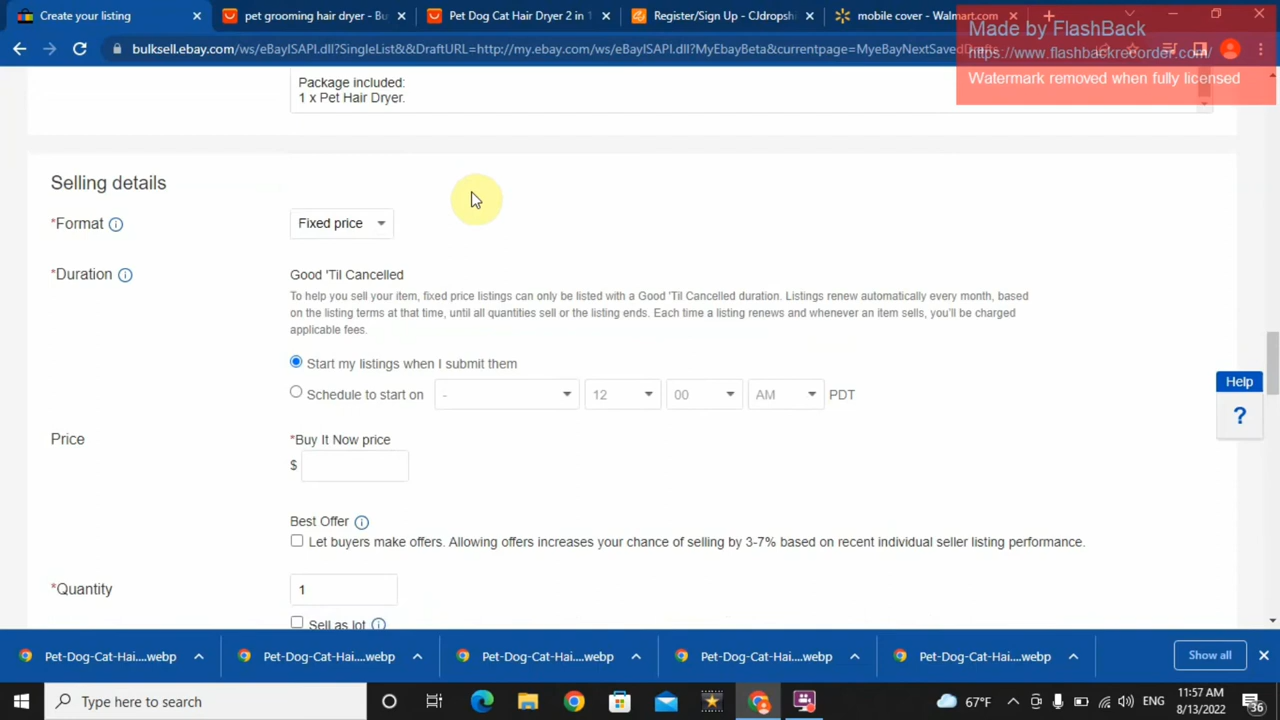 Create your listing
pet grooming hair dryer - Bu
Pet Dog Cat Hair Dryer 2 in 1
Register/Sign Up - CJdropsh
mobile cover - Walmart.com
Made by FlashBack
bulksell.ebay.com/ws/eBayISAPI.dll?SingleList&&DraftURL=http://my.ebay.com/ws/eBayISAPI.dll?MyEbayBeta&currentpage=MyeBayNextSavedDrafts
https://www.flashbackrecorder.com/
Watermark removed when fully licensed
Package included:
1 x Pet Hair Dryer.
Selling details
*Format
Fixed price
*Duration
Good 'Til Cancelled
To help you sell your item, fixed price listings can only be listed with a Good 'Til Cancelled duration. Listings renew automatically every month, based
on the listing terms at that time, until all quantities sell or the listing ends. Each time a listing renews and whenever an item sells, you'll be charged
applicable fees.
Start my listings when I submit them
Schedule to start on - 12 00 AM PDT
Help
?
Price
*Buy It Now price
$
Best Offer
Let buyers make offers. Allowing offers increases your chance of selling by 3-7% based on recent individual seller listing performance.
*Quantity
1
Sell as lot
Pet-Dog-Cat-Hai....webp
Pet-Dog-Cat-Hai....webp
Pet-Dog-Cat-Hai....webp
Pet-Dog-Cat-Hai....webp
Pet-Dog-Cat-Hai....webp
Show all
Type here to search
67°F
ENG
11:57 AM
8/13/2022
36